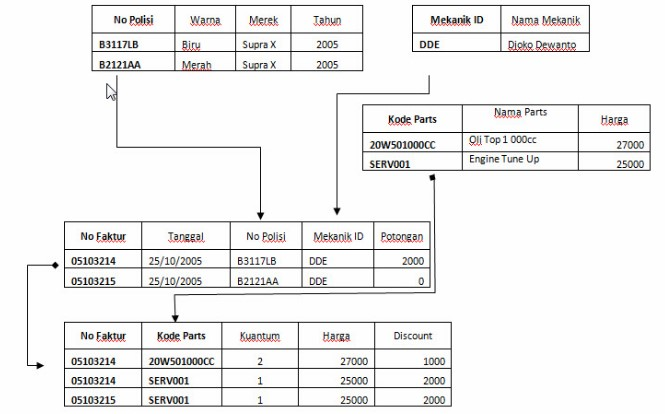 No Polisi Warna Merek Tahun
B3117LB Biru Supra X 2005
B2121AA Merah Supra X 2005
Mekanik ID Nama Mekanik
DDE Djoko Dewanto
Kode Parts Nama Parts Harga
20W501000CC Oli Top 1 000cc 27000
SERV001 Engine Tune Up 25000
No Faktur Tanggal No Polisi Mekanik ID Potongan
05103214 25/10/2005 B3117LB DDE 2000
05103215 25/10/2005 B2121AA DDE 0
No Faktur Kode Parts Kuantum Harga Discount
05103214 20W501000CC 2 27000 1000
05103214 SERV001 1 25000 2000
05103215 SERV001 1 25000 2000